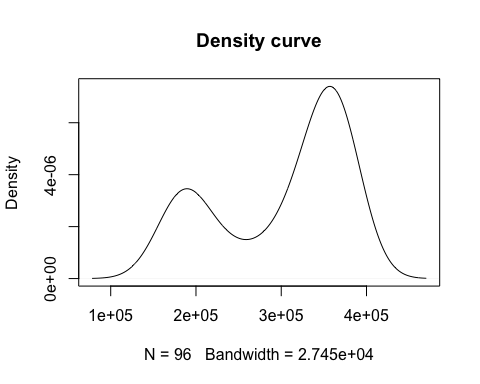 Density curve
Density
0e+00
4e-06
1e+05 2e+05 3e+05 4e+05
N = 96 Bandwidth = 2.745e+04